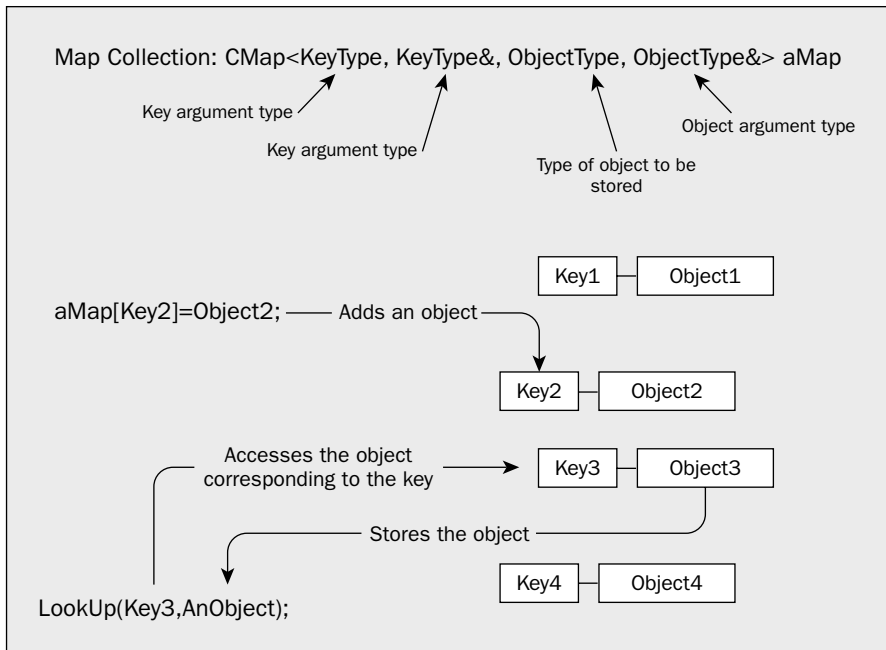 Map Collection: CMap<KeyType, KeyType&, ObjectType, ObjectType&> aMap
Key argument type
Key argument type
Type of object to be
stored
Object argument type
Key1
Object1
aMap[Key2]=Object2;
Adds an object
Key2
Object2
Accesses the object
corresponding to the key
Key3
Object3
Stores the object
Key4
Object4
LookUp(Key3,AnObject);